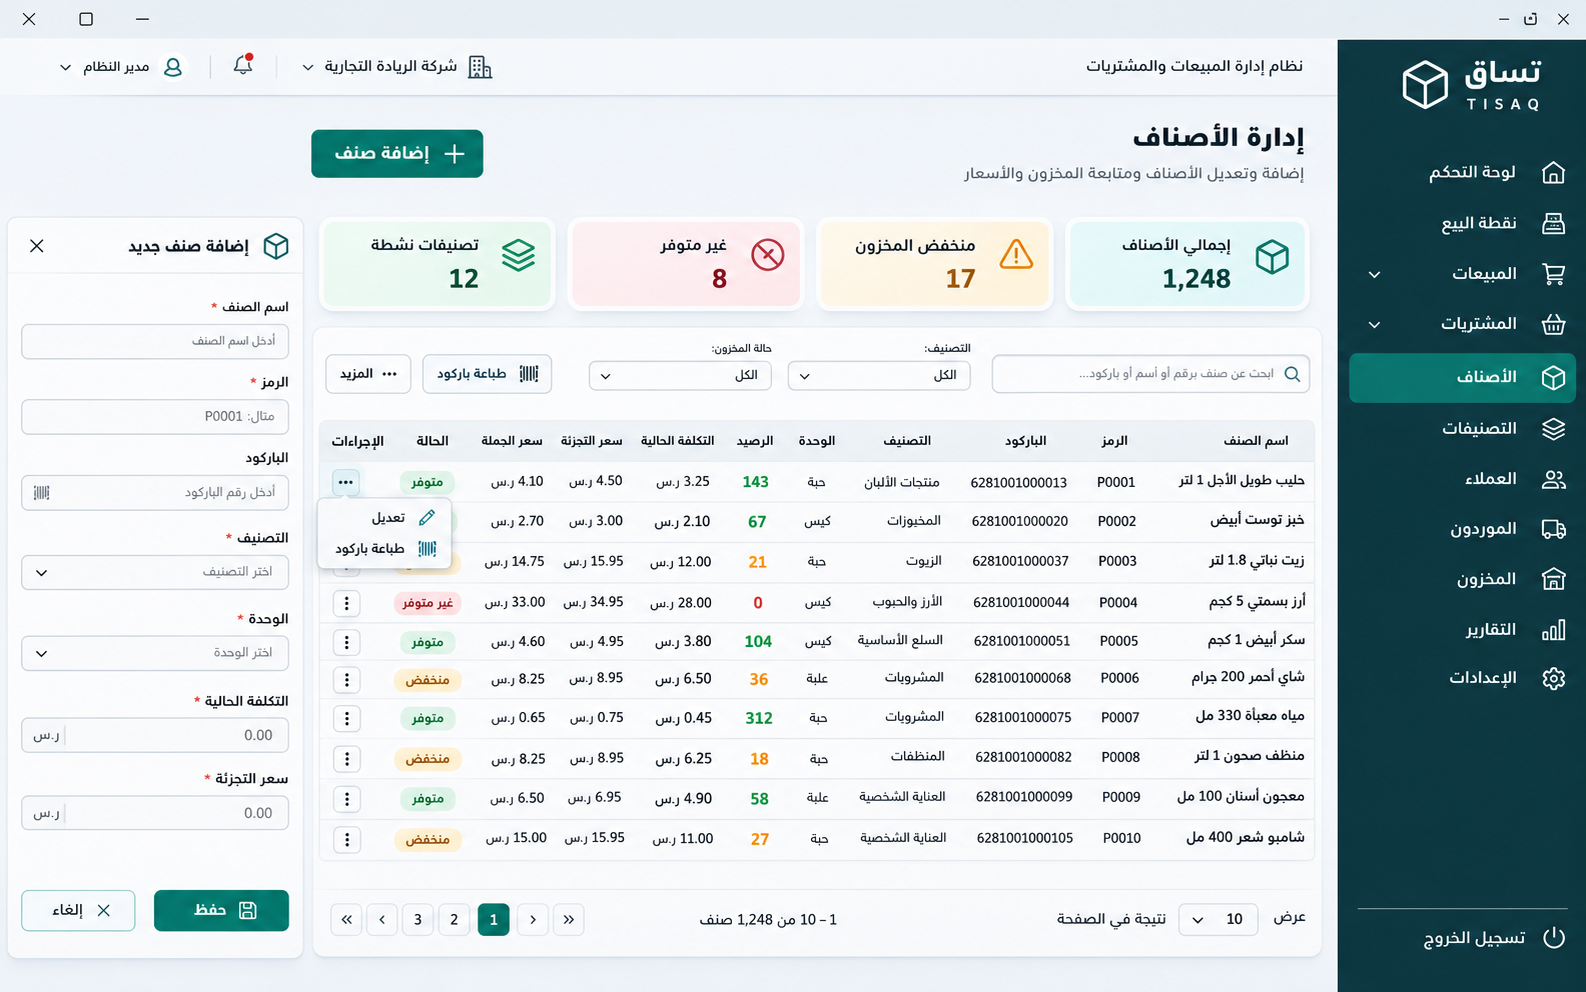 تساق
TISAQ
لوحة التحكم
نقطة البيع
المبيعات
المشتريات
الأصناف
التصنيفات
العملاء
الموردون
المخزون
التقارير
الإعدادات
تسجيل الخروج
نظام إدارة المبيعات والمشتريات
شركة الريادة التجارية
مدير النظام
إدارة الأصناف
إضافة وتعديل الأصناف ومتابعة المخزون والأسعار
إضافة صنف
إجمالي الأصناف
1,248
منخفض المخزون
17
غير متوفر
8
تصنيفات نشطة
12
ابحث عن صنف برقم أو أسم أو باركود...
التصنيف:
الكل
حالة المخزون:
الكل
طباعة باركود
المزيد
اسم الصنف الرمز الباركود التصنيف الوحدة الرصيد التكلفة الحالية سعر التجزئة سعر الجملة الحالة الإجراءات
حليب طويل الأجل 1 لتر P0001 6281001000013 منتجات الألبان حبة 143 3.25 ر.س 4.50 ر.س 4.10 ر.س متوفر
خبز توست أبيض P0002 6281001000020 المخبوزات كيس 67 2.10 ر.س 3.00 ر.س 2.70 ر.س
زيت نباتي 1.8 لتر P0003 6281001000037 الزيوت حبة 21 12.00 ر.س 15.95 ر.س 14.75 ر.س
أرز بسمتي 5 كجم P0004 6281001000044 الأرز والحبوب كيس 0 28.00 ر.س 34.95 ر.س 33.00 ر.س غير متوفر
سكر أبيض 1 كجم P0005 6281001000051 السلع الأساسية كيس 104 3.80 ر.س 4.95 ر.س 4.60 ر.س متوفر
شاي أحمر 200 جرام P0006 6281001000068 المشروبات علبة 36 6.50 ر.س 8.95 ر.س 8.25 ر.س منخفض
مياه معبأة 330 مل P0007 6281001000075 المشروبات حبة 312 0.45 ر.س 0.75 ر.س 0.65 ر.س متوفر
منظف صحون 1 لتر P0008 6281001000082 المنظفات حبة 18 6.25 ر.س 8.95 ر.س 8.25 ر.س منخفض
معجون أسنان 100 مل P0009 6281001000099 العناية الشخصية علبة 58 4.90 ر.س 6.95 ر.س 6.50 ر.س متوفر
شامبو شعر 400 مل P0010 6281001000105 العناية الشخصية حبة 27 11.00 ر.س 15.95 ر.س 15.00 ر.س منخفض
تعديل
طباعة باركود
عرض 10 نتيجة في الصفحة
1 – 10 من 1,248 صنف
» › 1 2 3 ‹ «
إضافة صنف جديد
اسم الصنف *
أدخل اسم الصنف
الرمز *
مثال: P0001
الباركود
أدخل رقم الباركود
التصنيف *
اختر التصنيف
الوحدة *
اختر الوحدة
التكلفة الحالية *
0.00 ر.س
سعر التجزئة *
0.00 ر.س
حفظ
إلغاء